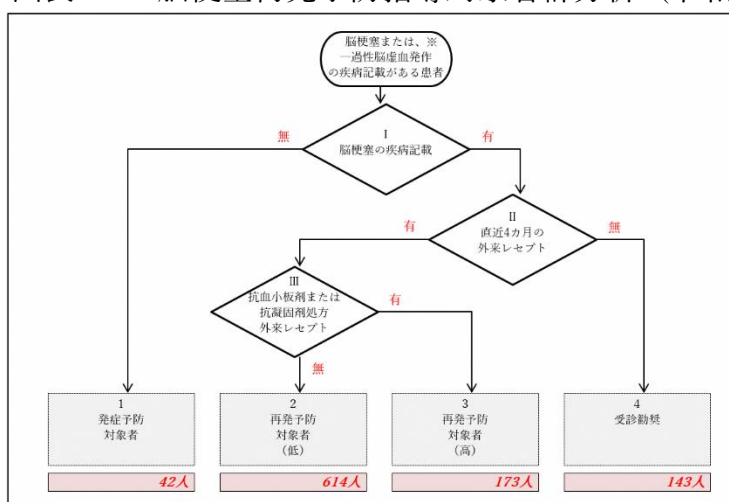 脳梗塞または、※
一過性脳虚血発作
の疾病記載がある患者
Ⅰ
脳梗塞の疾病記載
無
有
Ⅱ
直近4カ月の
外来レセプト
有
無
Ⅲ
抗血小板剤または
抗凝固剤処方
外来レセプト
有
無
1
発症予防
対象者
2
再発予防
対象者
(低)
3
再発予防
対象者
(高)
4
受診勧奨
42人
614人
173人
143人